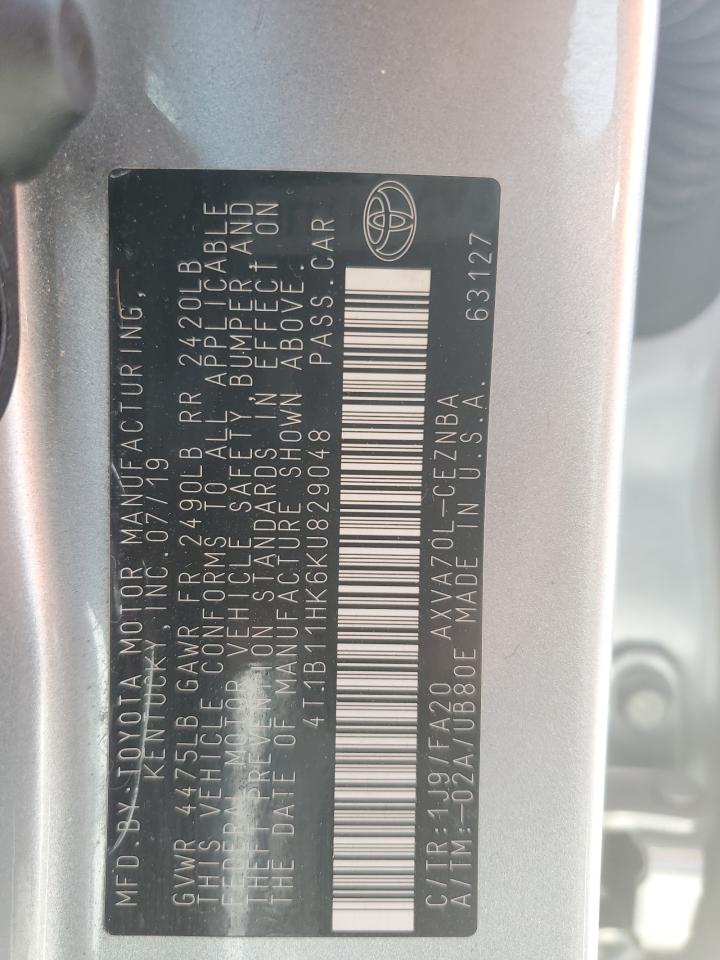 MFD.BY:TOYOTA MOTOR MANUFACTURING,
KENTUCKY,INC.07/19
GVWR 4475LB GAWR FR 2490LB RR 2420LB
THIS VEHICLE CONFORMS TO ALL APPLICABLE
FEDERAL MOTOR VEHICLE SAFETY, BUMPER AND
THEFT PREVENTION STANDARDS IN EFFECT ON
THE DATE OF MANUFACTURE SHOWN ABOVE.
4T1B11HK6KU829048 PASS.CAR
C/TR:1J9/FA20 AXVA70L-CEZNBA
A/TM:-02A/UB80E MADE IN U.S.A. 63127